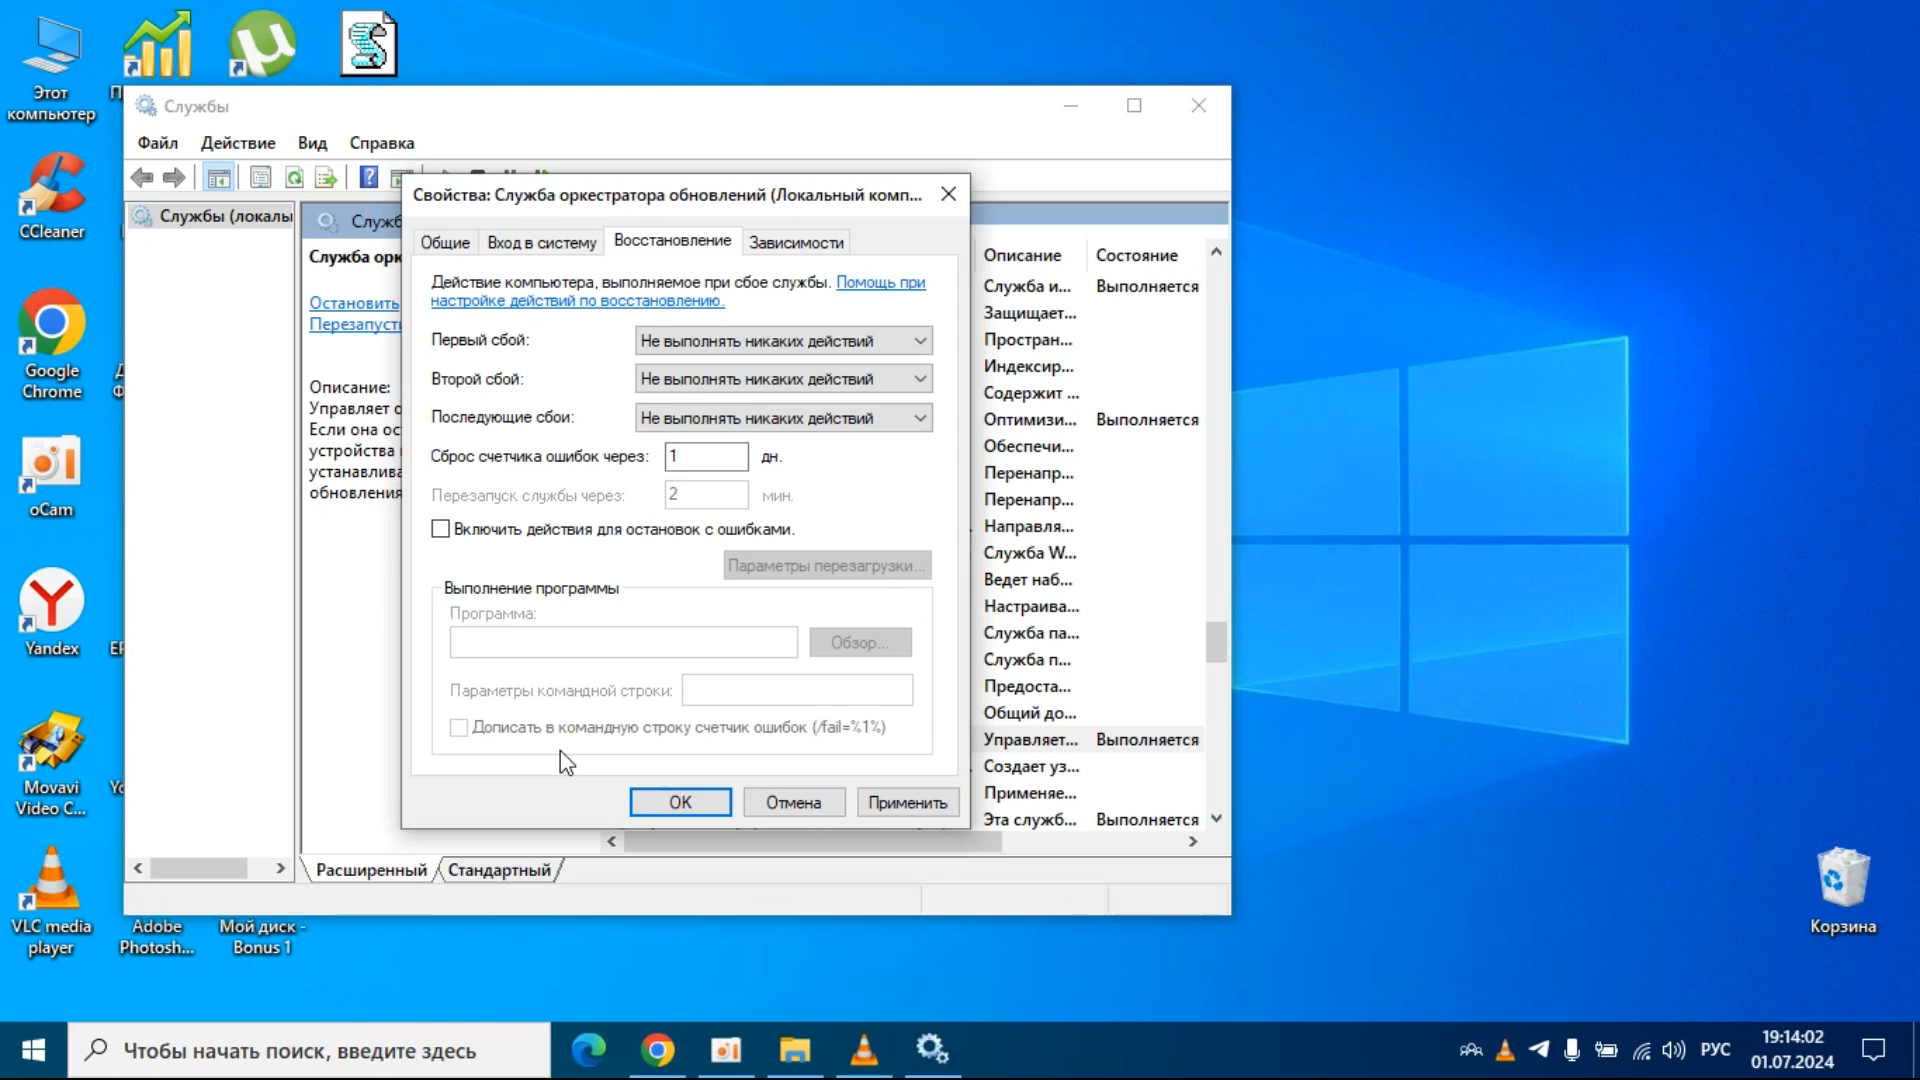 Этот
компьютер
CCleaner
Google
Chrome
oCam
Yandex
Movavi
Video C...
VLC media
player
Adobe
Photosh...
Мой диск -
Bonus 1
Корзина
Службы
Файл Действие Вид Справка
Службы (локалы
Служб
Служба орк
Остановить
Перезапусти
Описание:
Управляет о
Если она ос
устройства
устанавлива
обновления
Свойства: Служба оркестратора обновлений (Локальный комп...
Общие Вход в систему Восстановление Зависимости
Действие компьютера, выполняемое при сбое службы. Помощь при
настройке действий по восстановлению.
Первый сбой: Не выполнять никаких действий
Второй сбой: Не выполнять никаких действий
Последующие сбои: Не выполнять никаких действий
Сброс счетчика ошибок через: 1 дн.
Перезапуск службы через: 2 мин.
Включить действия для остановок с ошибками.
Параметры перезагрузки...
Выполнение программы
Программа:
Обзор...
Параметры командной строки:
Дописать в командную строку счетчик ошибок (/fail=%1%)
OK Отмена Применить
Описание Состояние
Служба и... Выполняется
Защищает...
Простран...
Индексир...
Содержит ...
Оптимизи... Выполняется
Обеспечи...
Перенапр...
Перенапр...
Направля...
Служба W...
Ведет наб...
Настраива...
Служба па...
Служба п...
Предоста...
Общий до...
Управляет... Выполняется
Создает уз...
Применяе...
Эта служб... Выполняется
Расширенный Стандартный
Чтобы начать поиск, введите здесь
РУС
19:14:02
01.07.2024